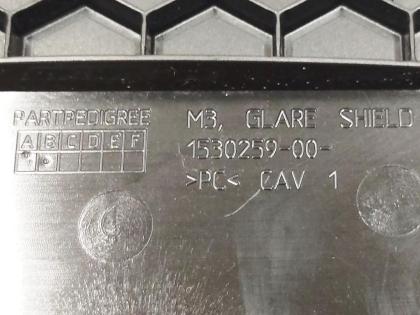 PARTPEDIGREE
A B C D E F
M3, GLARE SHIELD
1530259-00-
>PC< CAV 1